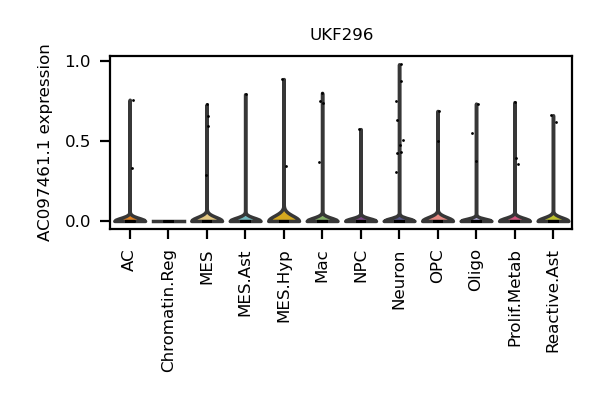 UKF296
AC097461.1 expression
1.0
0.5
0.0
AC
Chromatin.Reg
MES
MES.Ast
MES.Hyp
Mac
NPC
Neuron
OPC
Oligo
Prolif.Metab
Reactive.Ast